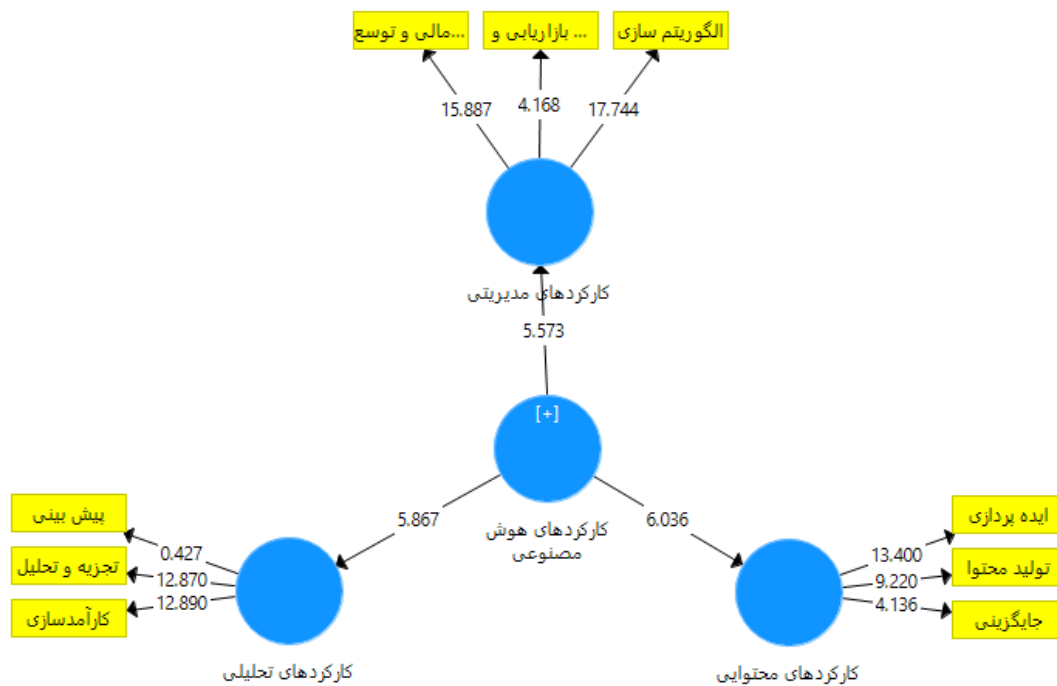 مالی و توسع...
بازاریابی و ...
الگوریتم سازی
15.887
4.168
17.744
کارکردهای مدیریتی
5.573
[+]
کارکردهای هوش
مصنوعی
5.867
6.036
پیش بینی
تجزیه و تحلیل
کارآمدسازی
0.427
12.870
12.890
کارکردهای تحلیلی
ایده پردازی
تولید محتوا
جایگزینی
13.400
9.220
4.136
کارکردهای محتوایی